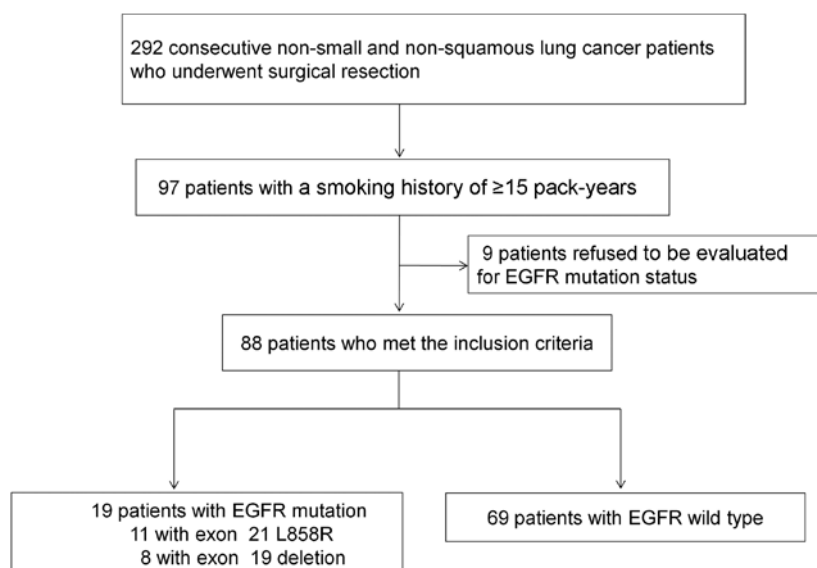 292 consecutive non-small and non-squamous lung cancer patients
who underwent surgical resection
97 patients with a smoking history of ≥15 pack-years
9 patients refused to be evaluated
for EGFR mutation status
88 patients who met the inclusion criteria
19 patients with EGFR mutation
11 with exon 21 L858R
8 with exon 19 deletion
69 patients with EGFR wild type